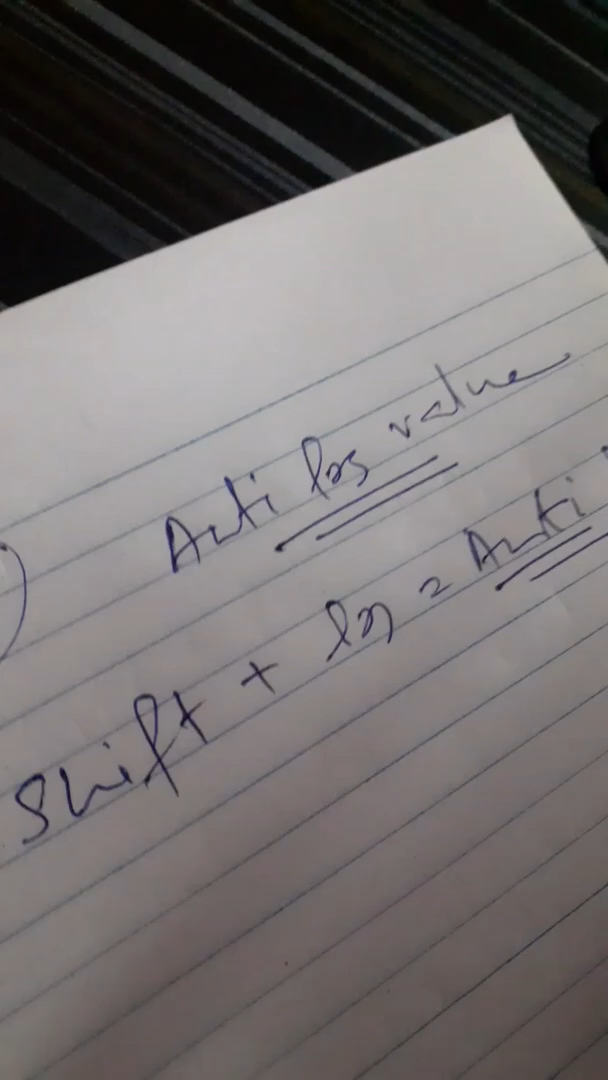 )
Anti log value
Shift + log = Anti